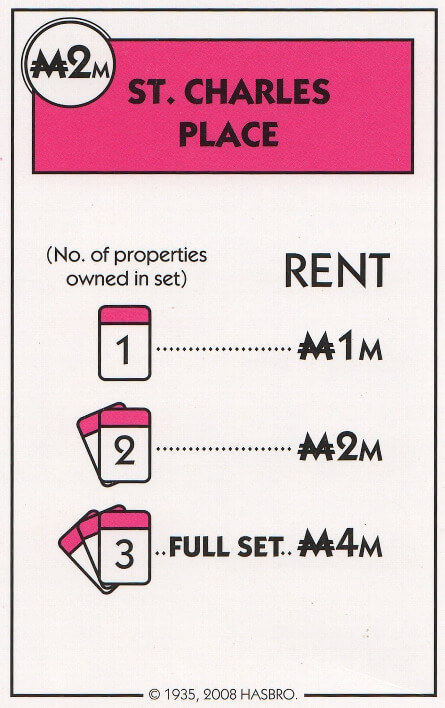 ₩2M
ST. CHARLES
PLACE
(No. of properties
owned in set)
RENT
1 ................ ₩1M
2 ................ ₩2M
3 ..FULL SET.. ₩4M
© 1935, 2008 HASBRO.